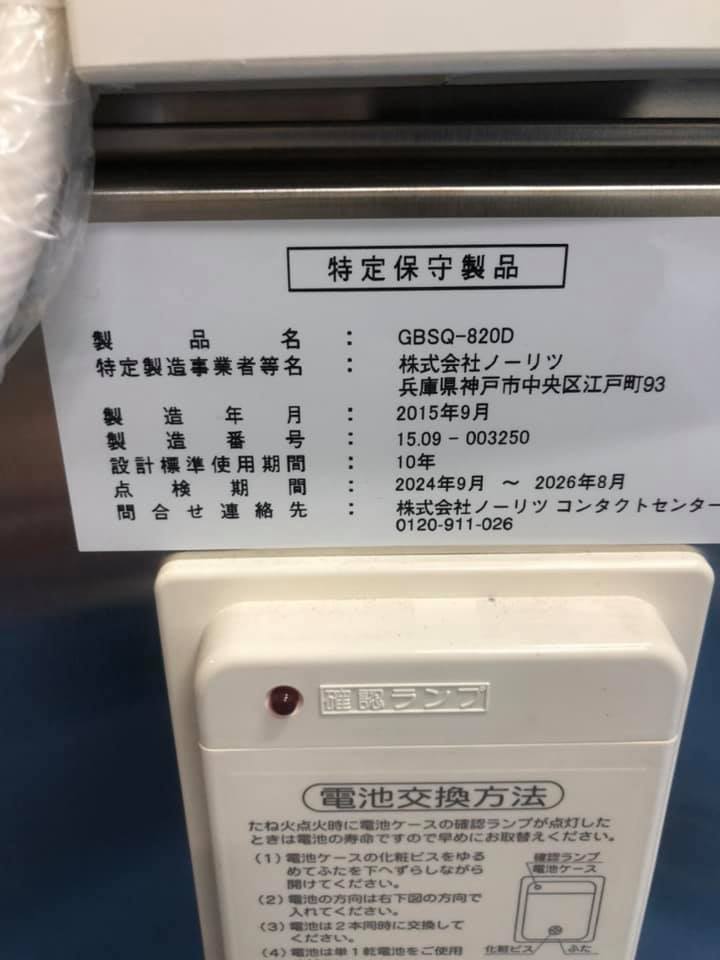 特定保守製品
製品名 : GBSQ-820D
特定製造事業者等名 : 株式会社ノーリツ
兵庫県神戸市中央区江戸町93
製造年月 : 2015年9月
製造番号 : 15.09 - 003250
設計標準使用期間 : 10年
点検期間 : 2024年9月 ～ 2026年8月
問合せ連絡先 : 株式会社ノーリツ コンタクトセンター
0120-911-026
確認ランプ
電池交換方法
たね火点火時に電池ケースの確認ランプが点灯した
ときは電池の寿命ですので早めにお取替えください。
(1) 電池ケースの化粧ビスをゆる
めてふたを下へずらしながら
開けてください。
(2) 電池の方向は右下図の方向で
入れてください。
(3) 電池は2本同時に交換して
ください。
(4) 電池は単1乾電池をご使用
確認ランプ
電池ケース
化粧ビス
ふた